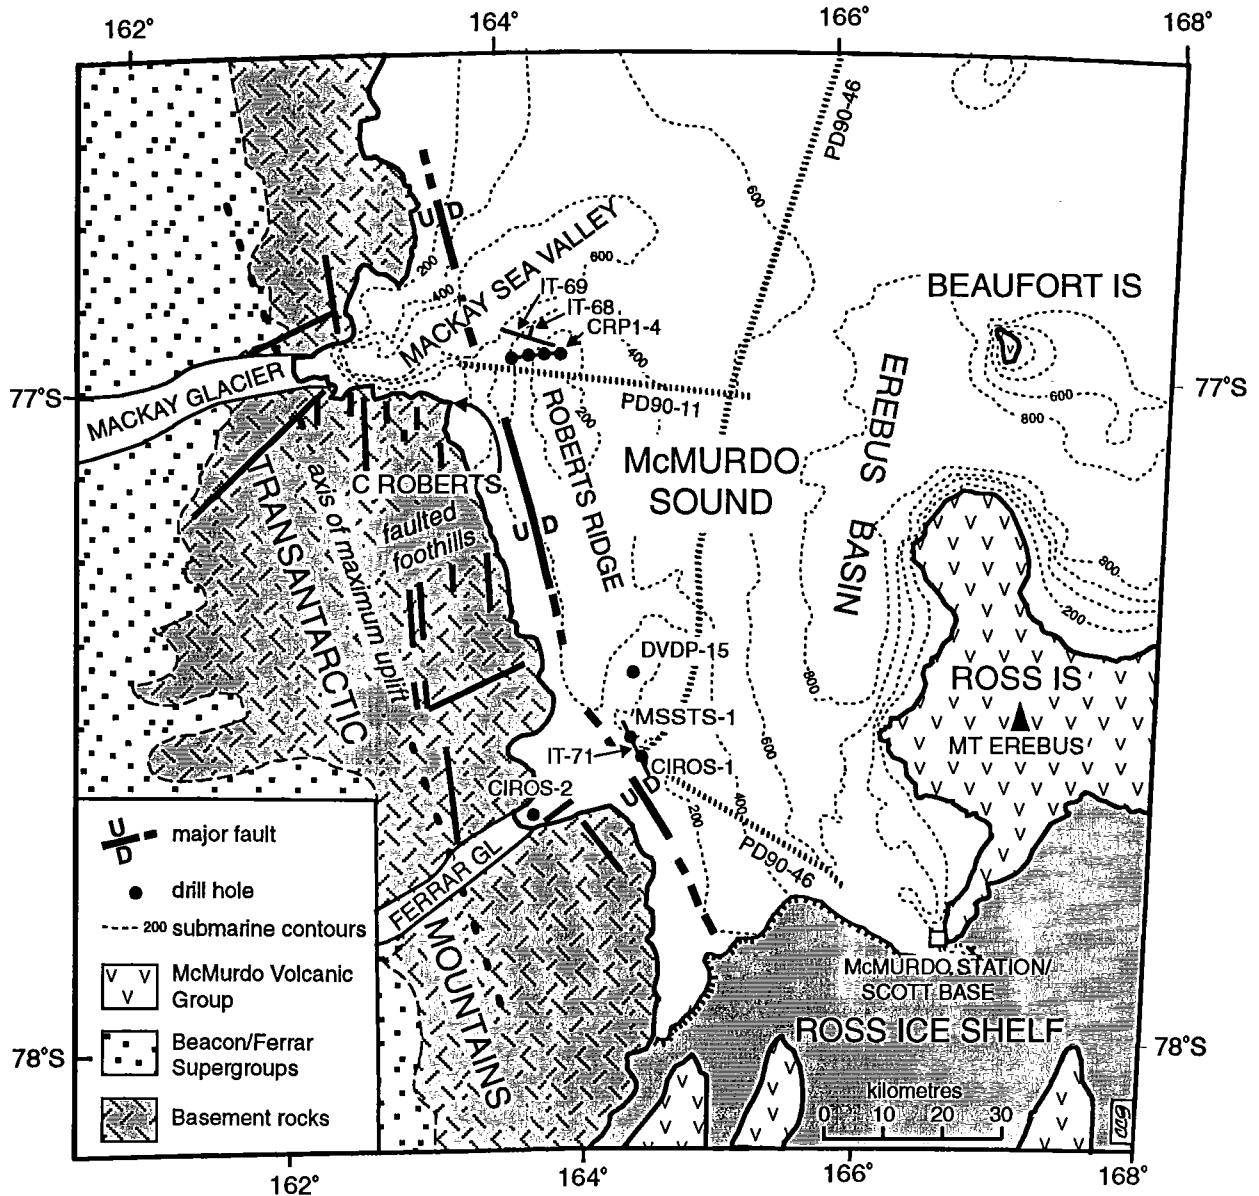 162°
164°
166°
168°
PD90-46
600
U D
200
MACKAY SEA VALLEY
600
400
IT-69
IT-68
CRP1-4
BEAUFORT IS
V
400
77°S
MACKAY GLACIER
PD90-11
77°S
600
800
200
ROBERTS RIDGE
EREBUS BASIN
McMURDO
SOUND
TRANSANTARCTIC
axis of maximum uplift
C ROBERTS
faulted
foothills
U D
800
200
DVDP-15
800
ROSS IS
MSSTS-1
MT EREBUS
IT-71
CIROS-1
600
CIROS-2
U D
400
200
PD90-46
FERRAR GL
MOUNTAINS
U
D
major fault
drill hole
200 submarine contours
V V
V
McMurdo Volcanic
Group
Beacon/Ferrar
Supergroups
Basement rocks
McMURDO STATION/
SCOTT BASE
ROSS ICE SHELF
78°S
78°S
kilometres
0 10 20 30
162°
164°
166°
168°